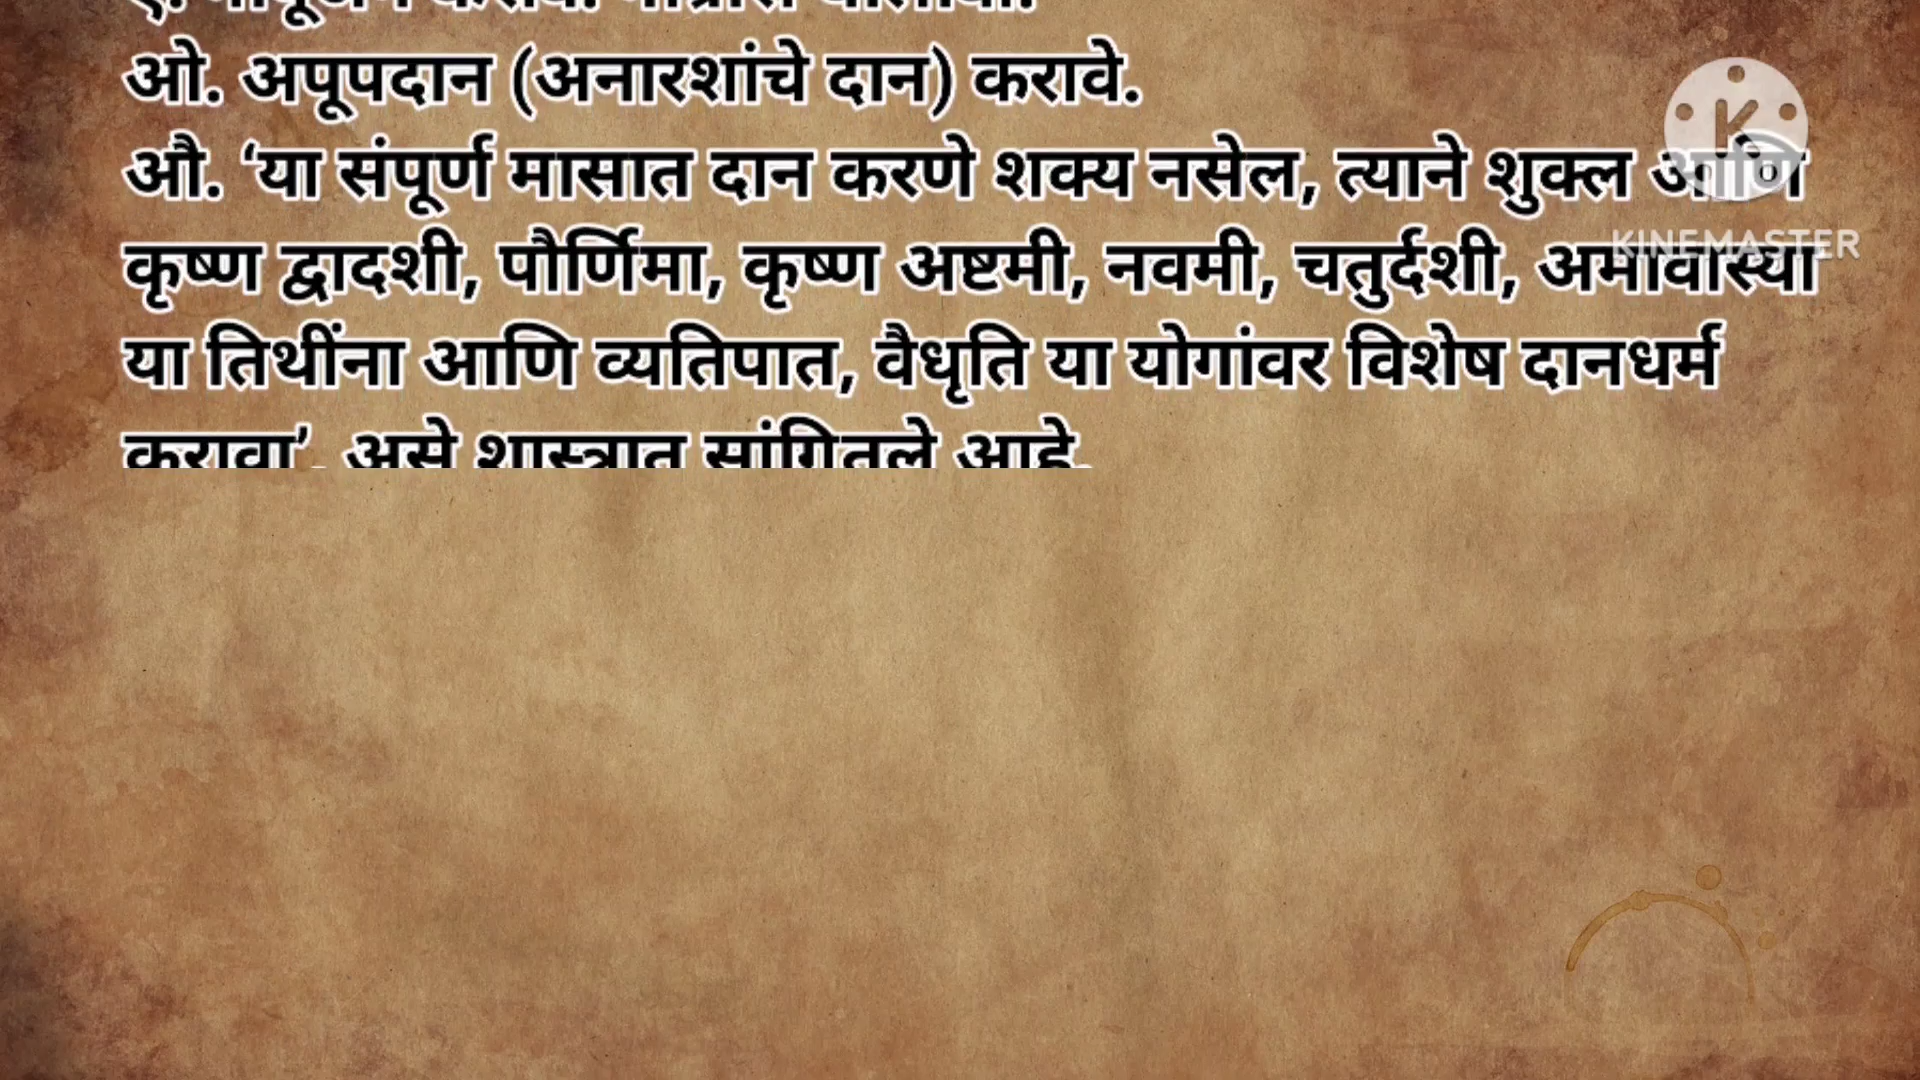 ओ. अपूपदान (अनारशांचे दान) करावे.
औ. ‘या संपूर्ण मासात दान करणे शक्य नसेल, त्याने शुक्ल आणि
कृष्ण द्वादशी, पौर्णिमा, कृष्ण अष्टमी, नवमी, चतुर्दशी, अमावास्या
या तिथींना आणि व्यतिपात, वैधृति या योगांवर विशेष दानधर्म
करावा’, असे शास्त्रात सांगितले आहे.
KINEMASTER